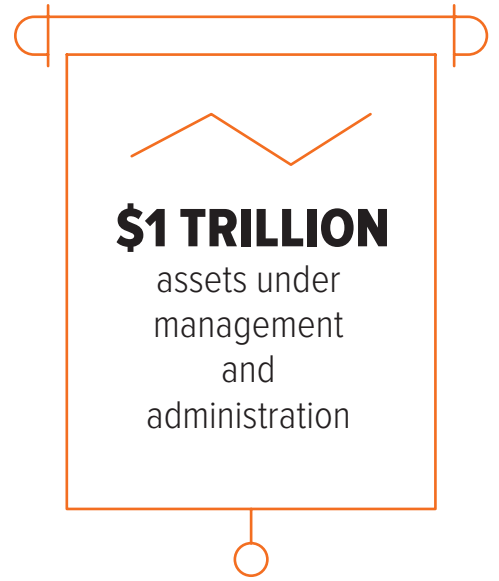 $1 TRILLION
assets under
management
and
administration